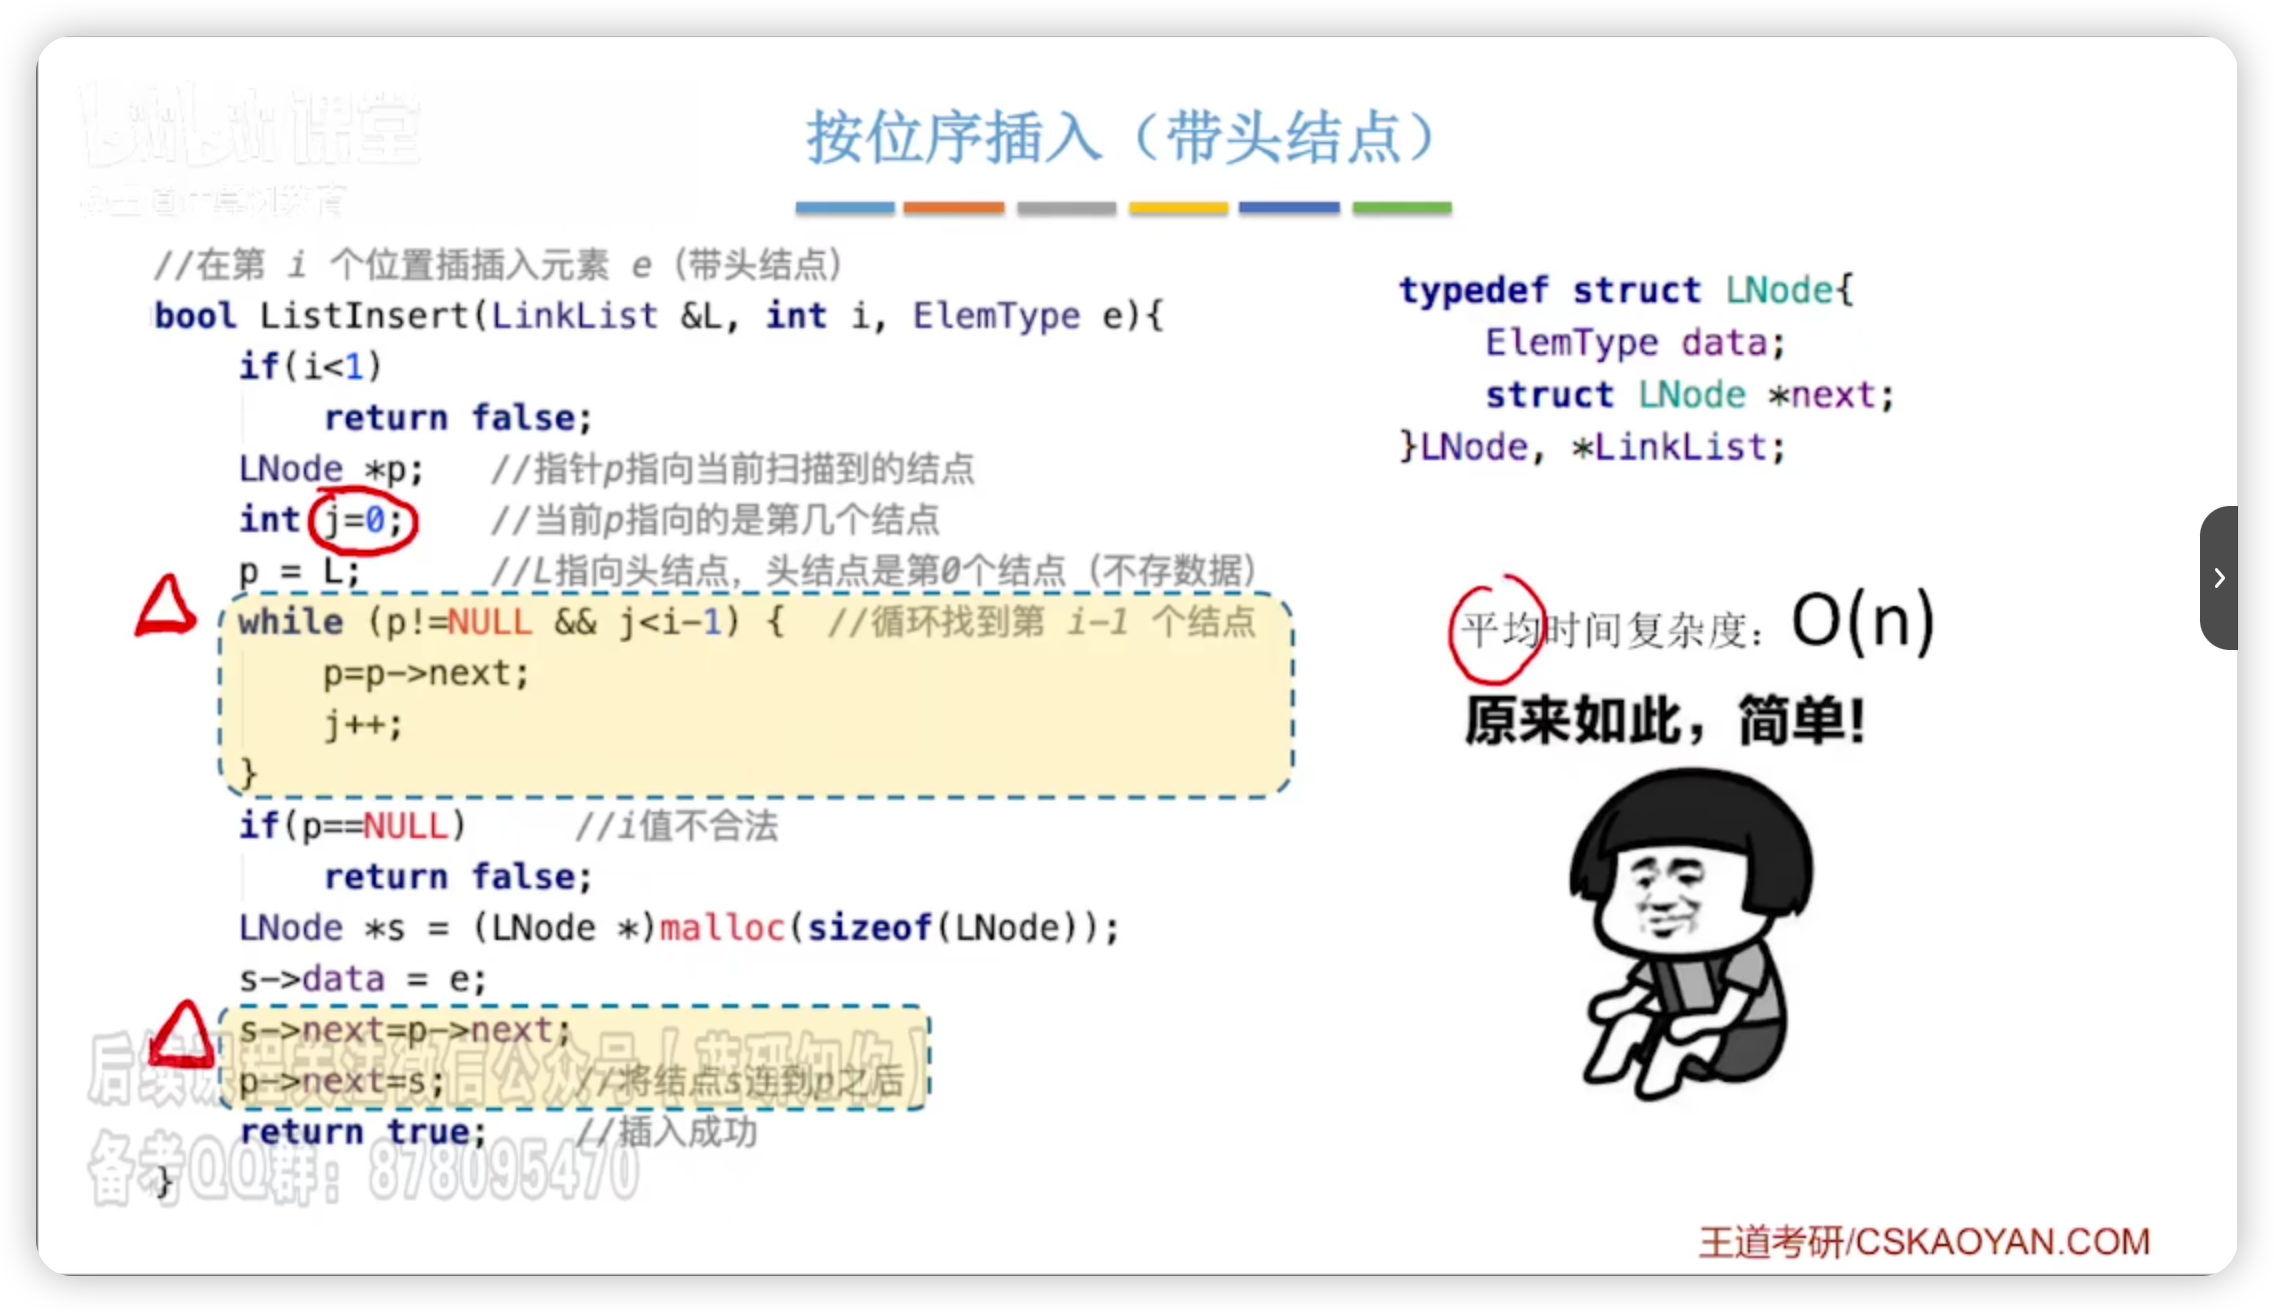 课堂
按位序插入（带头结点）
//在第 i 个位置插插入元素 e（带头结点）
bool ListInsert(LinkList &L, int i, ElemType e){
if(i<1)
return false;
LNode *p; //指针p指向当前扫描到的结点
int j=0; //当前p指向的是第几个结点
p = L; //L指向头结点，头结点是第0个结点（不存数据）
while (p!=NULL && j<i-1) { //循环找到第 i-1 个结点
p=p->next;
j++;
}
if(p==NULL) //i值不合法
return false;
LNode *s = (LNode *)malloc(sizeof(LNode));
s->data = e;
s->next=p->next;
p->next=s; //将结点s连到p之后
return true; //插入成功
}
typedef struct LNode{
ElemType data;
struct LNode *next;
}LNode, *LinkList;
平均时间复杂度：O(n)
原来如此，简单!
后续课程关注微信公众号
备考QQ群：878095470
王道考研/CSKAOYAN.COM